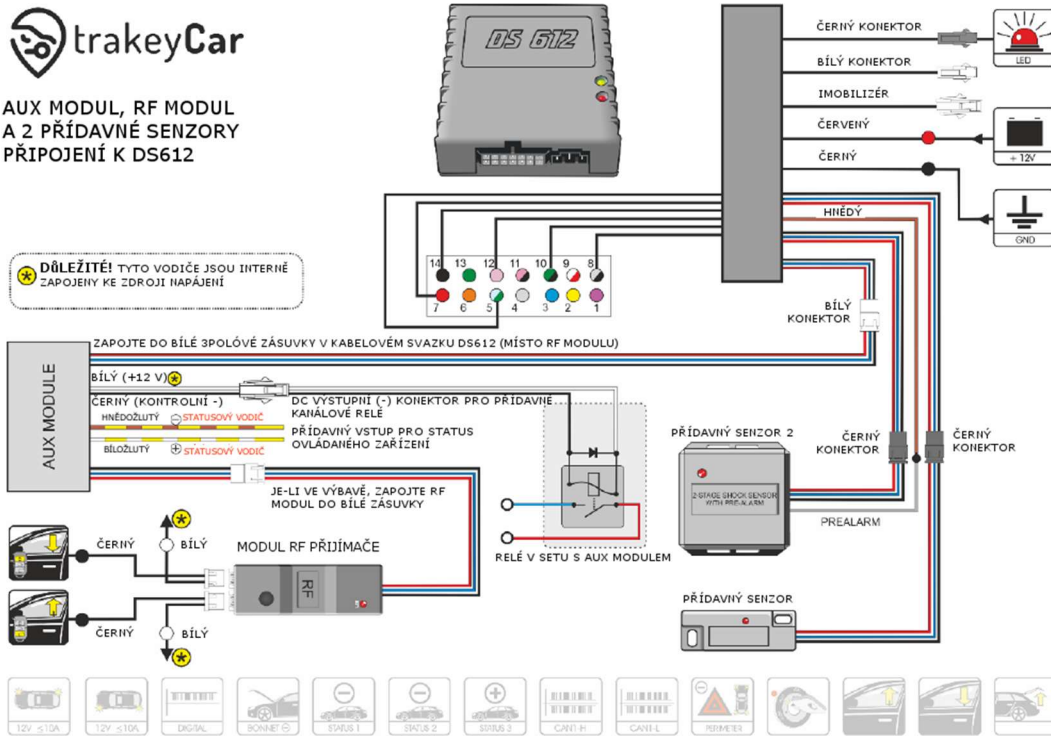 trakeyCar
AUX MODUL, RF MODUL
A 2 PŘÍDAVNÉ SENZORY
PŘIPOJENÍ K DS612
DS 612
ČERNÝ KONEKTOR
LED
BÍLÝ KONEKTOR
IMOBILIZÉR
ČERVENÝ
+ 12V
ČERNÝ
GND
HNĚDÝ
DůLEŽITÉ! TYTO VODIČE JSOU INTERNĚ
ZAPOJENY KE ZDROJI NAPÁJENÍ
14 13 12 11 10 9 8
7 6 5 4 3 2 1
BÍLÝ
KONEKTOR
ZAPOJTE DO BÍLÉ 3PÓLÓVÉ ZÁSUVKY V KABELOVÉM SVAZKU DS612 (MÍSTO RF MODULU)
AUX MODULE
BÍLÝ (+12 V)
ČERNÝ (KONTROLNÍ -)
HNĚDOŽLUTÝ
STATUSOVÝ VODIČ
BÍLOŽLUTÝ
STATUSOVÝ VODIČ
DC VÝSTUPNÍ (-) KONEKTOR PRO PŘÍDAVNÉ
KANÁLOVÉ RELÉ
PŘÍDAVNÝ VSTUP PRO STATUS
OVLÁDANÉHO ZAŘÍZENÍ
JE-LI VE VÝBAVĚ, ZAPOJTE RF
MODUL DO BÍLÉ ZÁSUVKY
RELÉ V SETU S AUX MODULEM
PŘÍDAVNÝ SENZOR 2
2-STAGE SHOCK SENSOR
WITH PRE-ALARM
ČERNÝ
KONEKTOR
ČERNÝ
KONEKTOR
PREALARM
PŘÍDAVNÝ SENZOR
ČERNÝ
BÍLÝ
MODUL RF PŘIJÍMAČE
RF
ČERNÝ
BÍLÝ
12V ≤10A
12V ≤10A
DIGITAL
BONNET
STATUS 1
STATUS 2
STATUS 3
CAN1-H
CAN1-L
PERIMETER